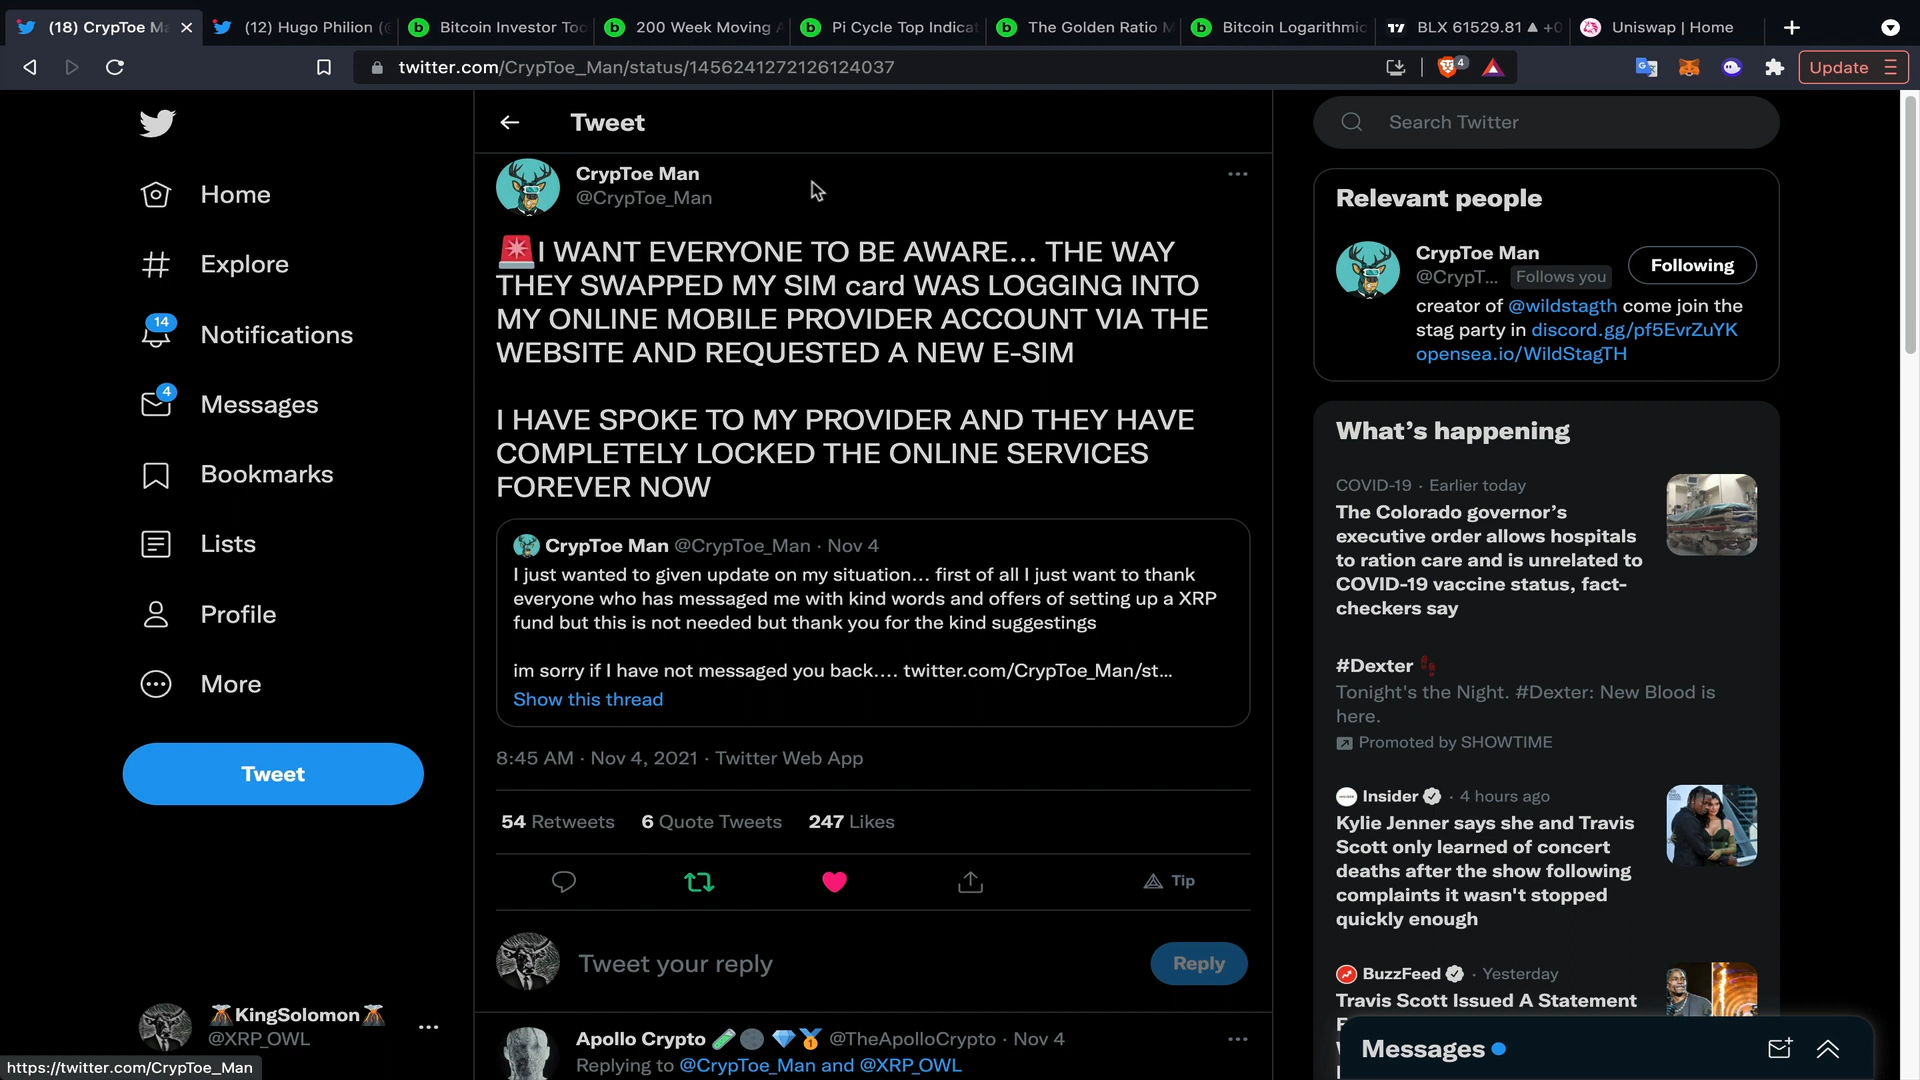 (18) CrypToe Ma
(12) Hugo Philion (@
Bitcoin Investor Too
200 Week Moving A
Pi Cycle Top Indicat
The Golden Ratio M
Bitcoin Logarithmic
BLX 61529.81 ▲ +0
Uniswap | Home
twitter.com/CrypToe_Man/status/1456241272126124037
4
Update
Home
Explore
14
Notifications
4
Messages
Bookmarks
Lists
Profile
More
Tweet
🌋KingSolomon🌋
@XRP_OWL
https://twitter.com/CrypToe_Man
Tweet
CrypToe Man
@CrypToe_Man
🚨I WANT EVERYONE TO BE AWARE... THE WAY
THEY SWAPPED MY SIM card WAS LOGGING INTO
MY ONLINE MOBILE PROVIDER ACCOUNT VIA THE
WEBSITE AND REQUESTED A NEW E-SIM
I HAVE SPOKE TO MY PROVIDER AND THEY HAVE
COMPLETELY LOCKED THE ONLINE SERVICES
FOREVER NOW
CrypToe Man @CrypToe_Man · Nov 4
I just wanted to given update on my situation... first of all I just want to thank
everyone who has messaged me with kind words and offers of setting up a XRP
fund but this is not needed but thank you for the kind suggestings
im sorry if I have not messaged you back.... twitter.com/CrypToe_Man/st...
Show this thread
8:45 AM · Nov 4, 2021 · Twitter Web App
54 Retweets 6 Quote Tweets 247 Likes
Tip
Tweet your reply
Reply
Apollo Crypto 🧪🌑💎🥇 @TheApolloCrypto · Nov 4
Replying to @CrypToe_Man and @XRP_OWL
Search Twitter
Relevant people
CrypToe Man
@CrypT... Follows you
Following
creator of @wildstagth come join the
stag party in discord.gg/pf5EvrZuYK
opensea.io/WildStagTH
What's happening
COVID-19 · Earlier today
The Colorado governor's
executive order allows hospitals
to ration care and is unrelated to
COVID-19 vaccine status, fact-
checkers say
#Dexter
Tonight's the Night. #Dexter: New Blood is
here.
Promoted by SHOWTIME
Insider · 4 hours ago
Kylie Jenner says she and Travis
Scott only learned of concert
deaths after the show following
complaints it wasn't stopped
quickly enough
BuzzFeed · Yesterday
Travis Scott Issued A Statement
Messages